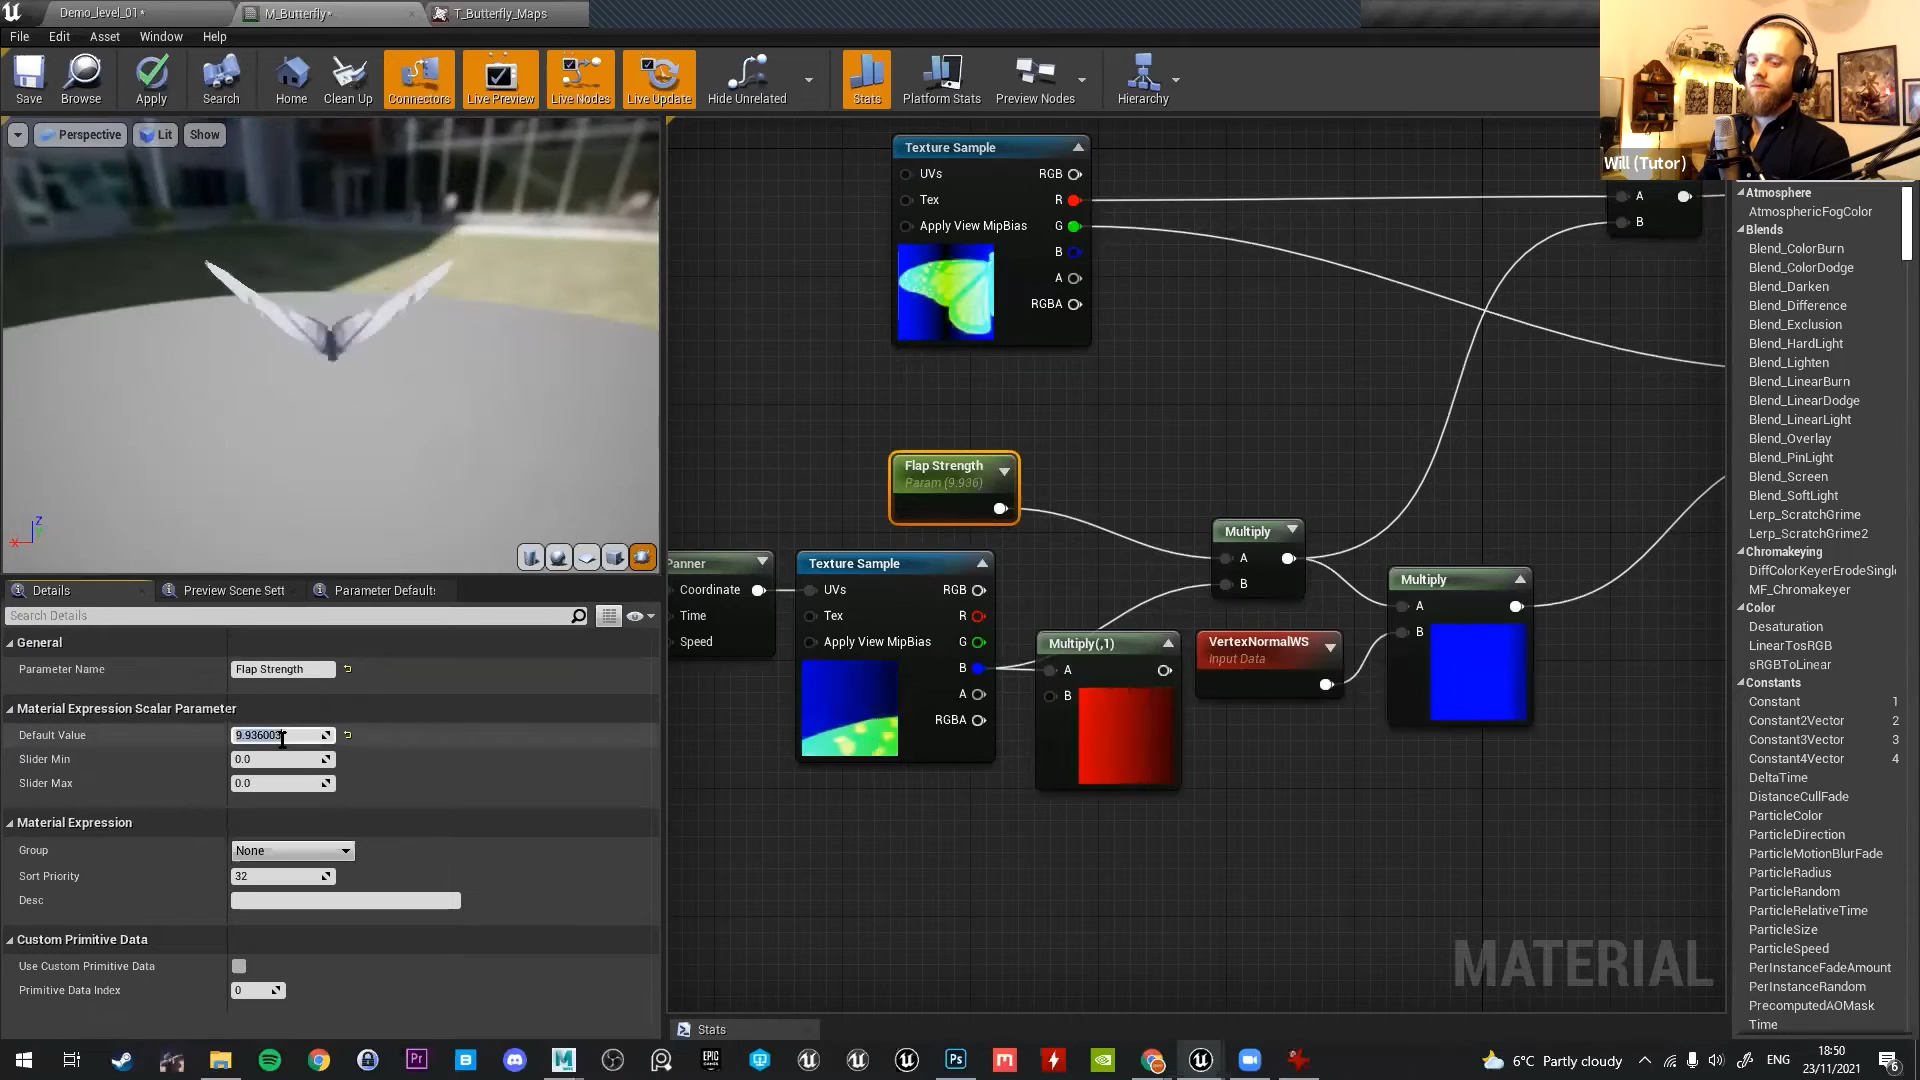 Demo_level_01*
M_Butterfly*
T_Butterfly_Maps
File Edit Asset Window Help
Save
Browse
Apply
Search
Home
Clean Up
Connectors
Live Preview
Live Nodes
Live Update
Hide Unrelated
Stats
Platform Stats
Preview Nodes
Hierarchy
Will (Tutor)
Perspective
Lit
Show
Z
X
Details
Preview Scene Sett
Parameter Defaults
Search Details
General
Parameter Name Flap Strength
Material Expression Scalar Parameter
Default Value 9.936003
Slider Min 0.0
Slider Max 0.0
Material Expression
Group None
Sort Priority 32
Desc
Custom Primitive Data
Use Custom Primitive Data
Primitive Data Index 0
Texture Sample
UVs RGB
Tex R
Apply View MipBias G
B
A
RGBA
A
B
Flap Strength
Param (9.936)
Panner
Coordinate
Time
Speed
Texture Sample
UVs RGB
Tex R
Apply View MipBias G
B
A
RGBA
Multiply(,1)
A
B
Multiply
A
B
VertexNormalWS
Input Data
Multiply
A
B
MATERIAL
Stats
Atmosphere
AtmosphericFogColor
Blends
Blend_ColorBurn
Blend_ColorDodge
Blend_Darken
Blend_Difference
Blend_Exclusion
Blend_HardLight
Blend_Lighten
Blend_LinearBurn
Blend_LinearDodge
Blend_LinearLight
Blend_Overlay
Blend_PinLight
Blend_Screen
Blend_SoftLight
Lerp_ScratchGrime
Lerp_ScratchGrime2
Chromakeying
DiffColorKeyerErodeSingle
MF_Chromakeyer
Color
Desaturation
LinearTosRGB
sRGBToLinear
Constants
Constant 1
Constant2Vector 2
Constant3Vector 3
Constant4Vector 4
DeltaTime
DistanceCullFade
ParticleColor
ParticleDirection
ParticleMotionBlurFade
ParticleRadius
ParticleRandom
ParticleRelativeTime
ParticleSize
ParticleSpeed
PerInstanceFadeAmount
PerInstanceRandom
PrecomputedAOMask
Time
Pr
Ps
EPIC
6°C Partly cloudy
ENG
18:50
23/11/2021
6